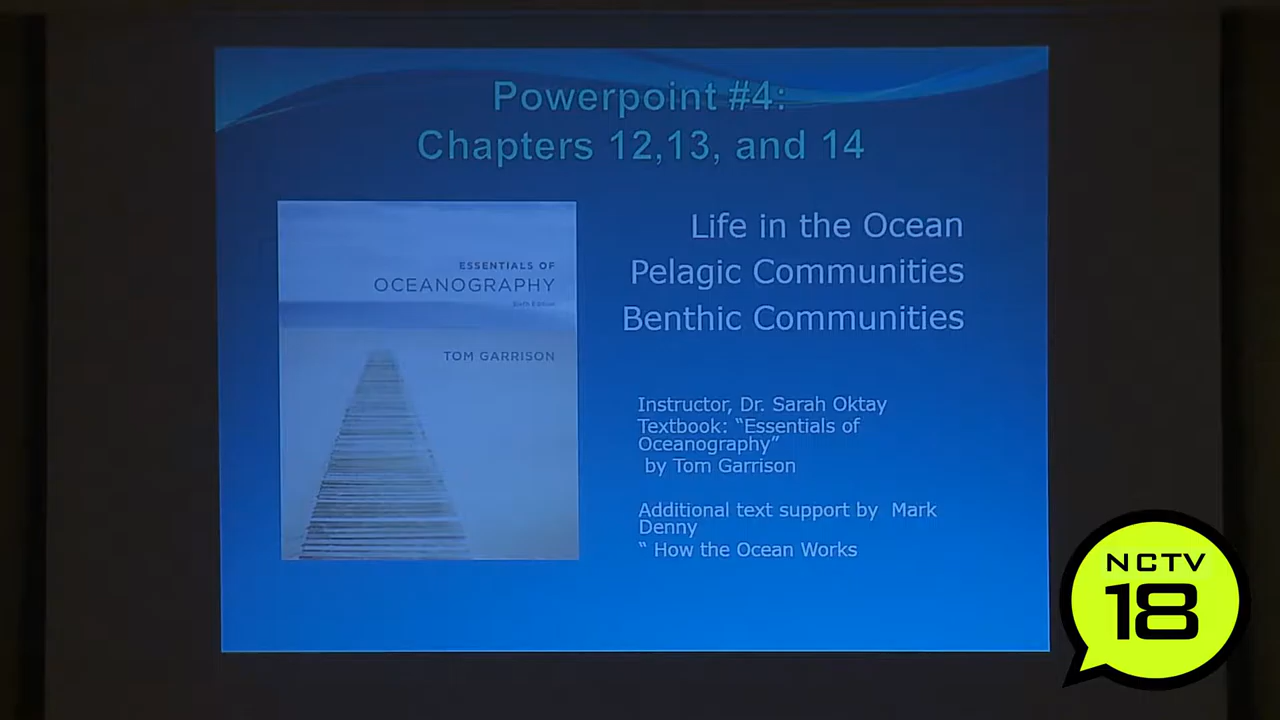 Powerpoint #4:
Chapters 12,13, and 14
ESSENTIALS OF
OCEANOGRAPHY
Sixth Edition
TOM GARRISON
Life in the Ocean
Pelagic Communities
Benthic Communities
Instructor, Dr. Sarah Oktay
Textbook: “Essentials of
Oceanography”
by Tom Garrison
Additional text support by Mark
Denny
“ How the Ocean Works
NCTV
18